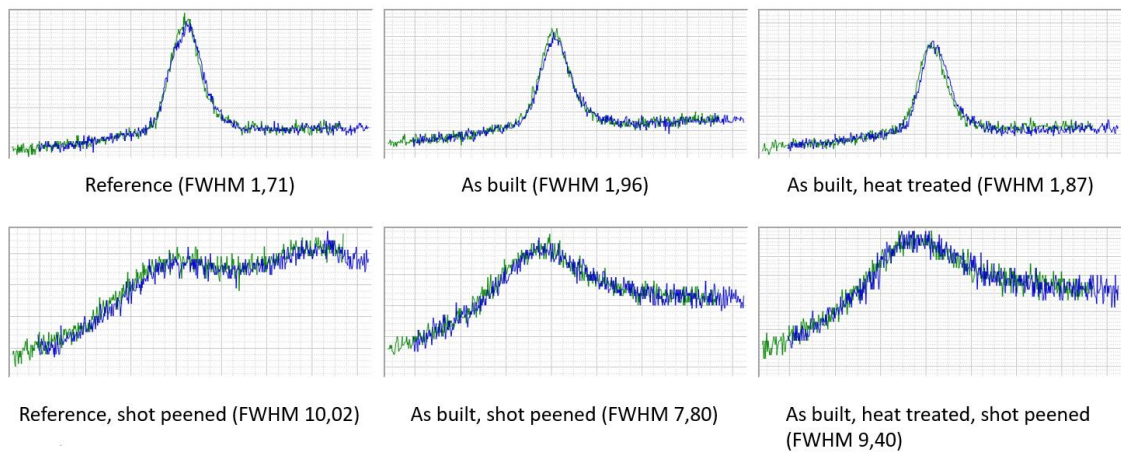 Reference (FWHM 1,71)
As built (FWHM 1,96)
As built, heat treated (FWHM 1,87)
Reference, shot peened (FWHM 10,02)
As built, shot peened (FWHM 7,80)
As built, heat treated, shot peened
(FWHM 9,40)